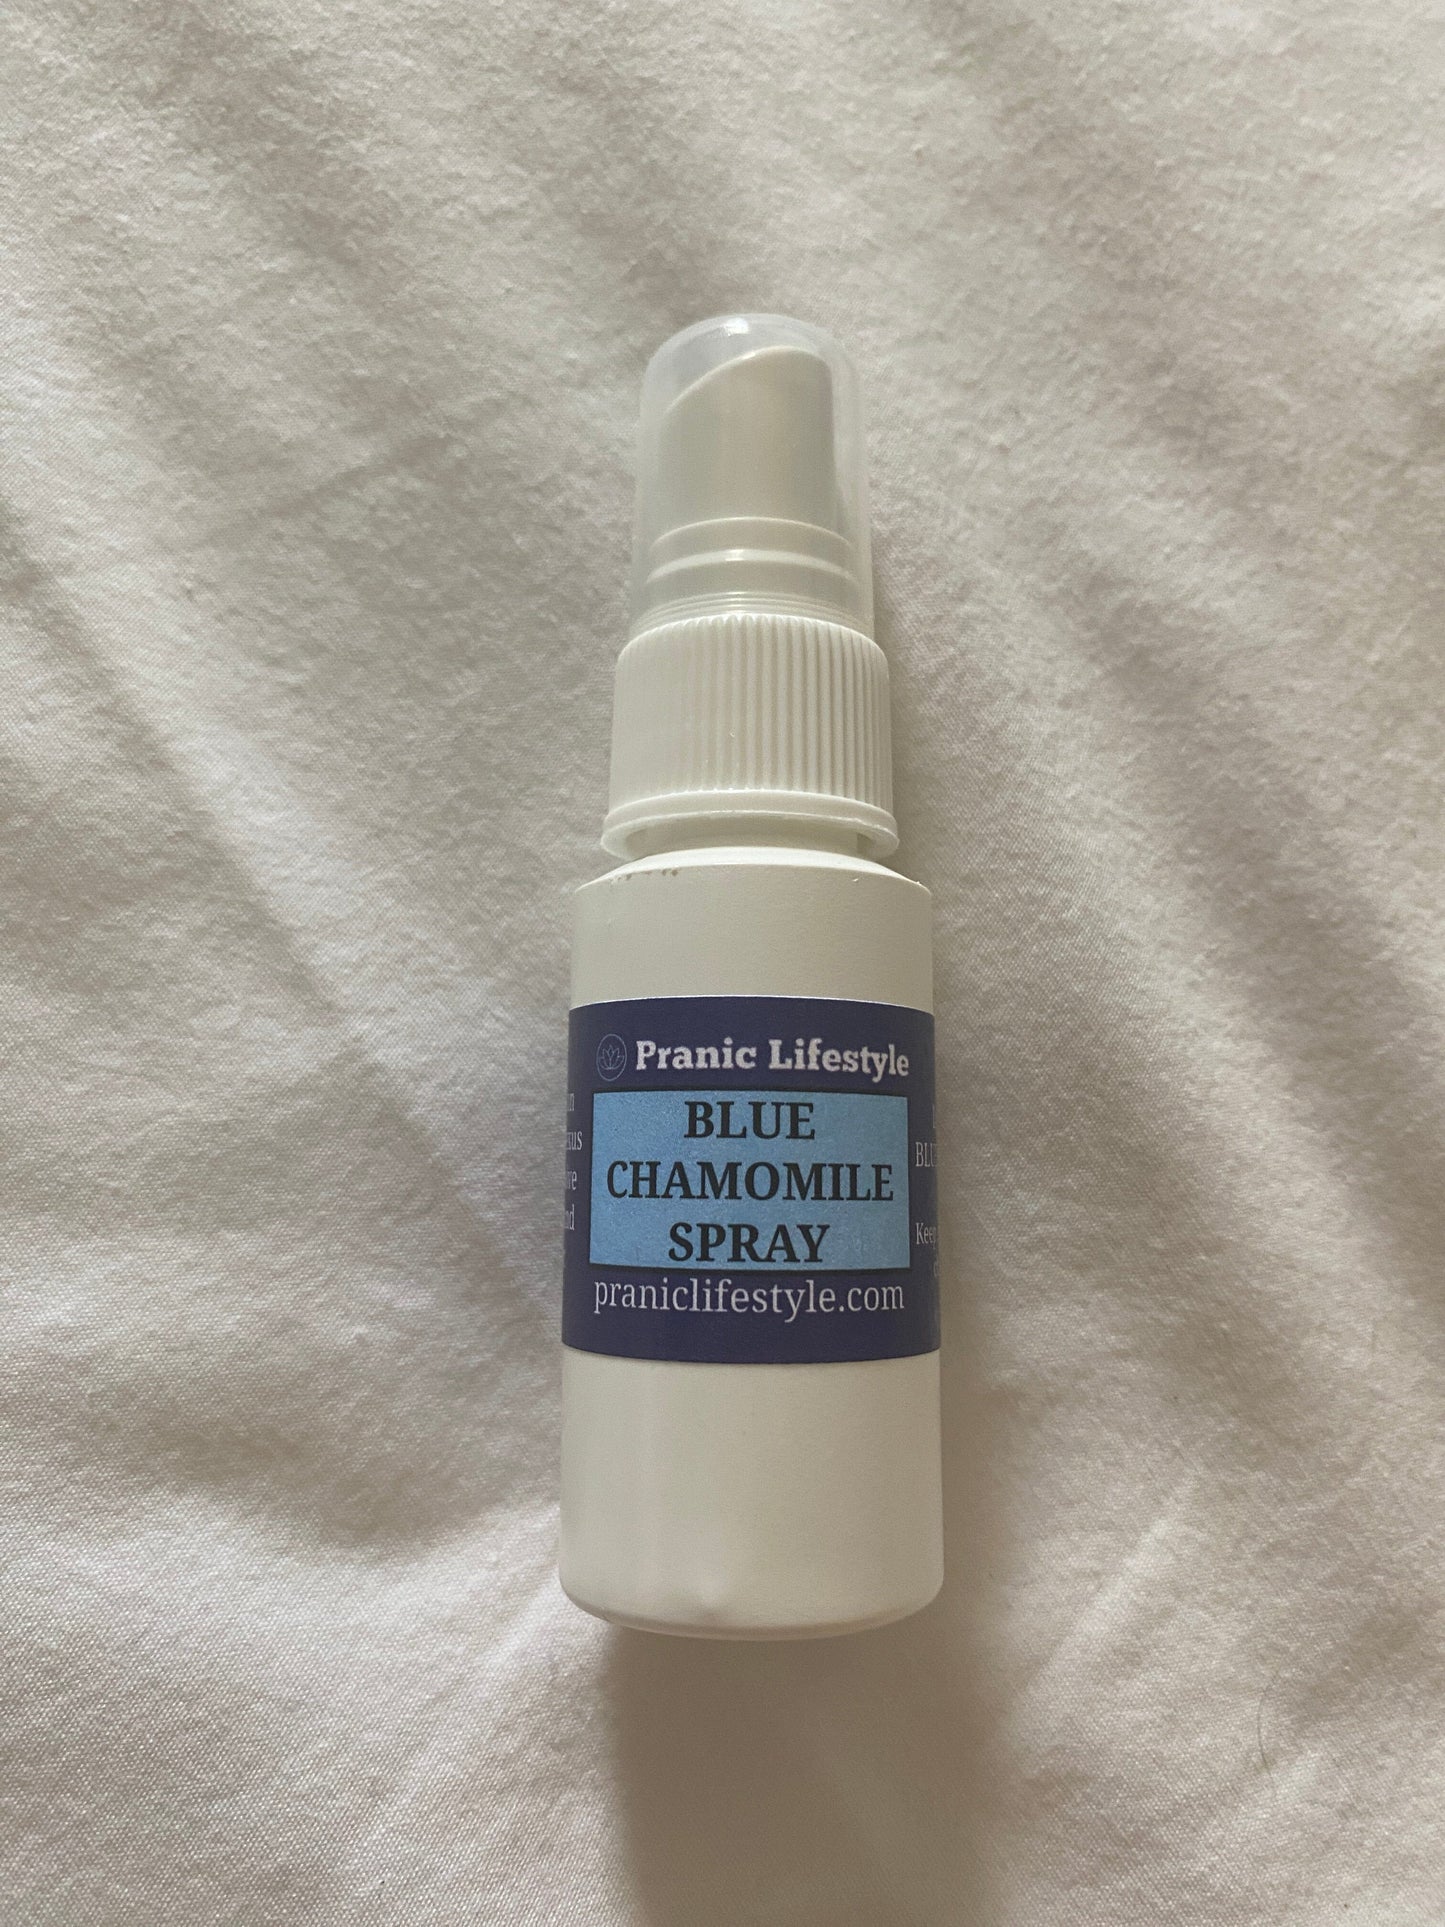 Pranic Lifestyle
BLUE
CHAMOMILE
SPRAY
praniclifestyle.com